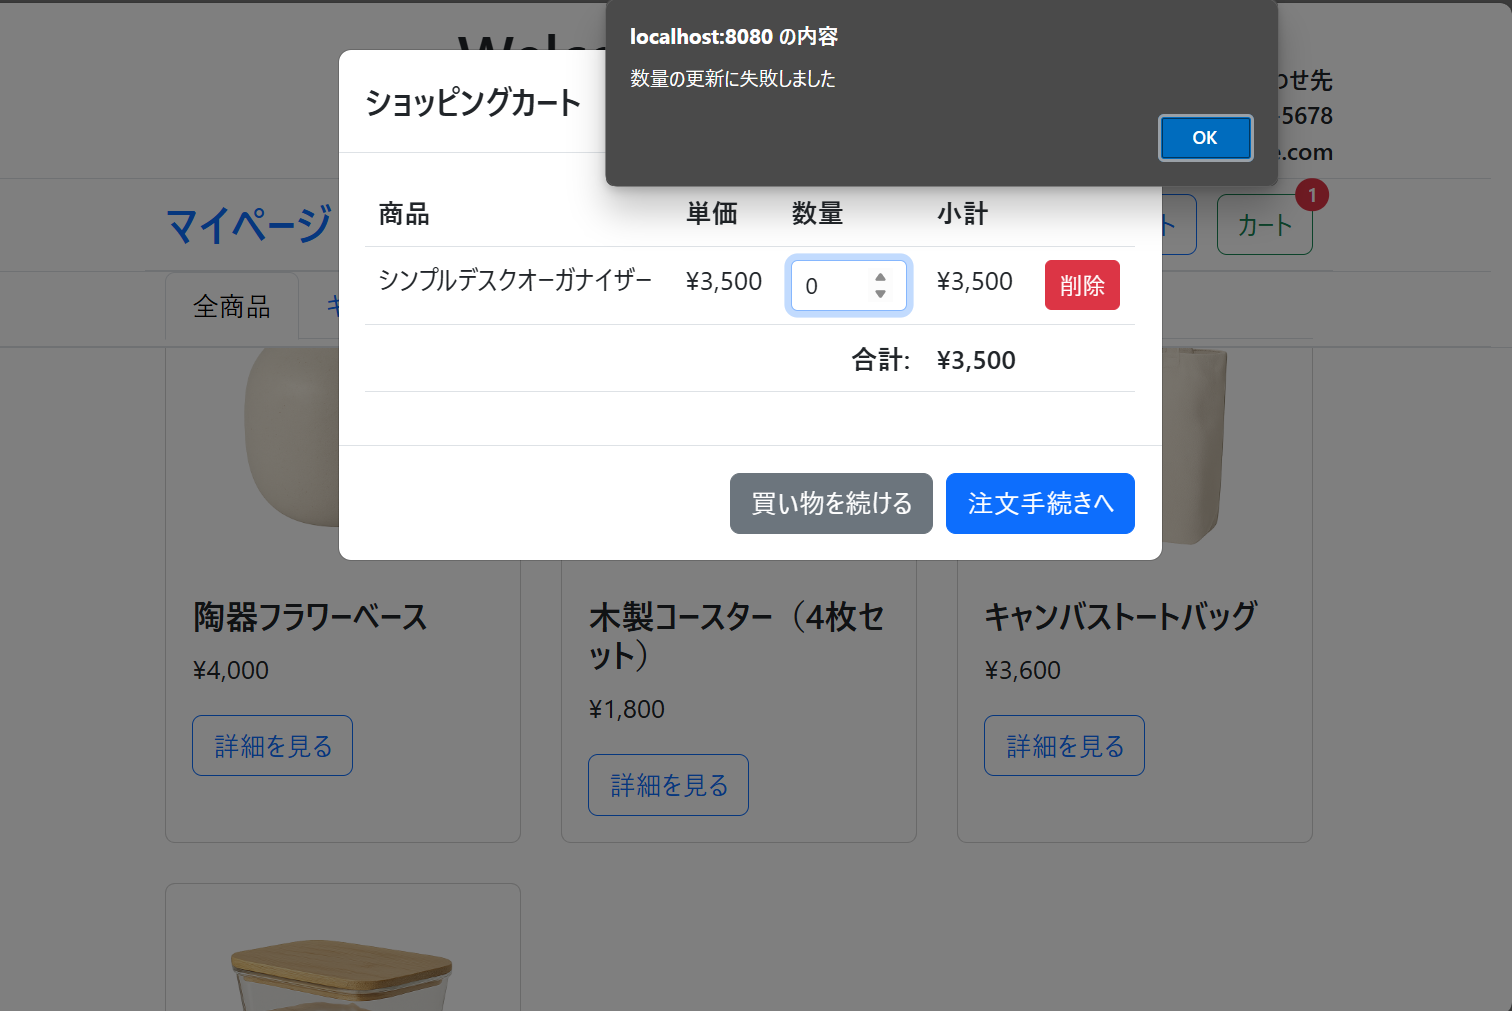 localhost:8080 の内容
数量の更新に失敗しました
OK
ショッピングカート
せ先
-5678
.com
マイページ
ト
カート
1
全商品
商品
単価
数量
小計
シンプルデスクオーガナイザー
¥3,500
0
¥3,500
削除
合計:
¥3,500
買い物を続ける
注文手続きへ
陶器フラワーベース
¥4,000
詳細を見る
木製コースター（4枚セ
ット）
¥1,800
詳細を見る
キャンバストートバッグ
¥3,600
詳細を見る